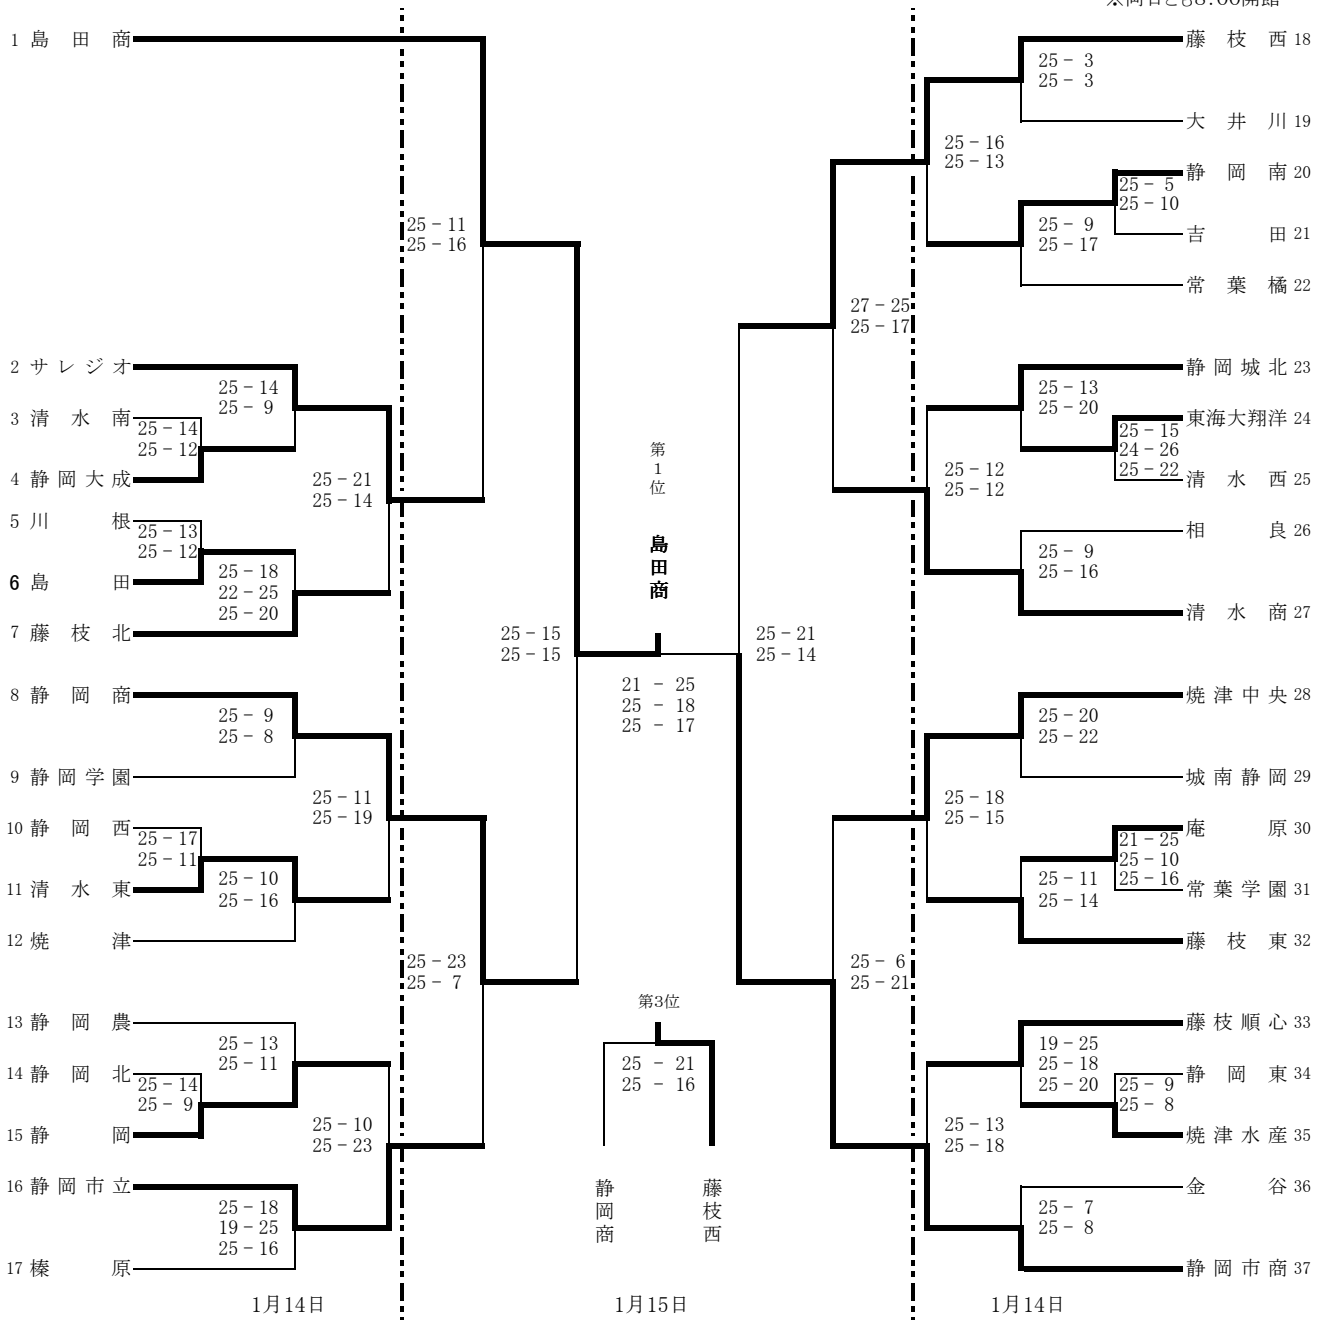 1 島田商
2 サレジオ
3 清水南
4 静岡大成
5 川根
6 島田
7 藤枝北
8 静岡商
9 静岡学園
10 静岡西
11 清水東
12 焼津
13 静岡農
14 静岡北
15 静岡
16 静岡市立
17 榛原
25-14
25-12
25-13
25-12
25-17
25-11
25-14
25- 9
25-14
25- 9
25-18
22-25
25-20
25- 9
25- 8
25-10
25-16
25-13
25-11
25-18
19-25
25-16
25-21
25-14
25-11
25-19
25-10
25-23
25-11
25-16
25-23
25- 7
25-15
25-15
第1位
島田商
21 - 25
25 - 18
25 - 17
第3位
25 - 21
25 - 16
静岡商
藤枝西
25-21
25-14
27-25
25-17
25- 6
25-21
25-16
25-13
25-12
25-12
25-18
25-15
25-13
25-18
25- 3
25- 3
25- 9
25-17
25-13
25-20
25- 9
25-16
25-20
25-22
25-11
25-14
19-25
25-18
25-20
25- 7
25- 8
25- 5
25-10
25-15
24-26
25-22
21-25
25-10
25-16
25- 9
25- 8
藤枝西 18
大井川 19
静岡南 20
吉田 21
常葉橘 22
静岡城北 23
東海大翔洋 24
清水西 25
相良 26
清水商 27
焼津中央 28
城南静岡 29
庵原 30
常葉学園 31
藤枝東 32
藤枝順心 33
静岡東 34
焼津水産 35
金谷 36
静岡市商 37
1月14日
1月15日
1月14日